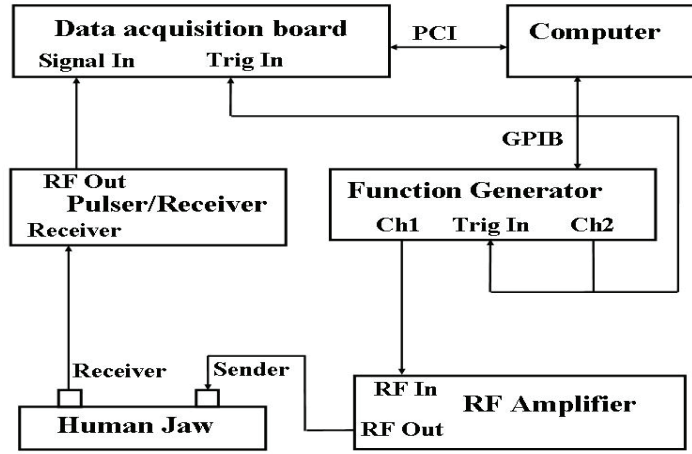 Data acquisition board
Signal In Trig In
PCI
Computer
GPIB
RF Out
Pulser/Receiver
Receiver
Function Generator
Ch1 Trig In Ch2
Receiver
Sender
Human Jaw
RF In
RF Amplifier
RF Out